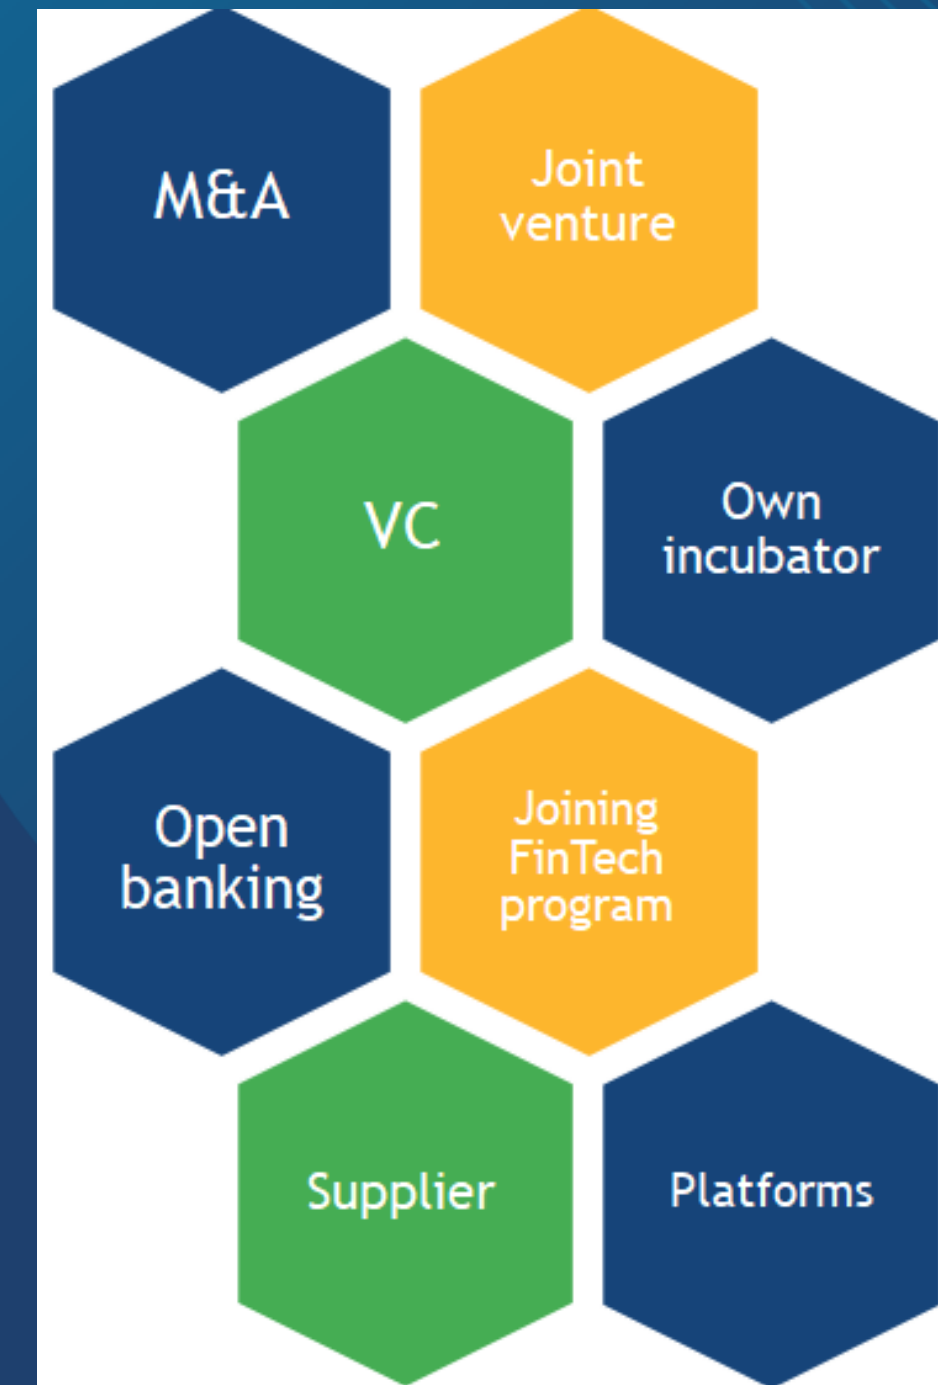 M&A
Joint
venture
VC
Own
incubator
Open
banking
Joining
FinTech
program
Supplier
Platforms